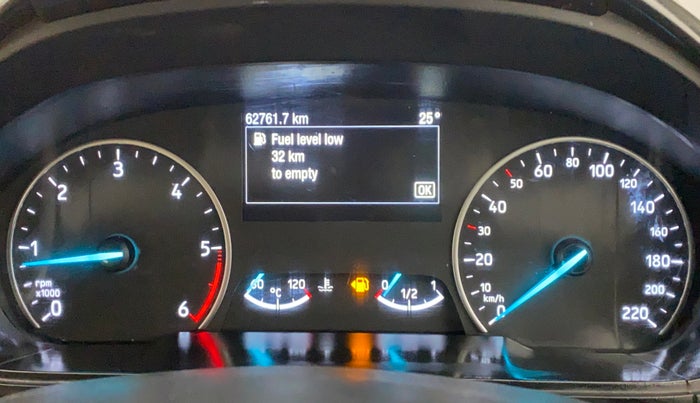 62761.7 km 25°
Fuel level low
32 km
to empty
OK
0 1 2 3 4 5 6
rpm
x1000
60 120
°C
0 1/2 1
0 10 20 30 40 50 60 80 100 120 140 160 180 200 220
km/h